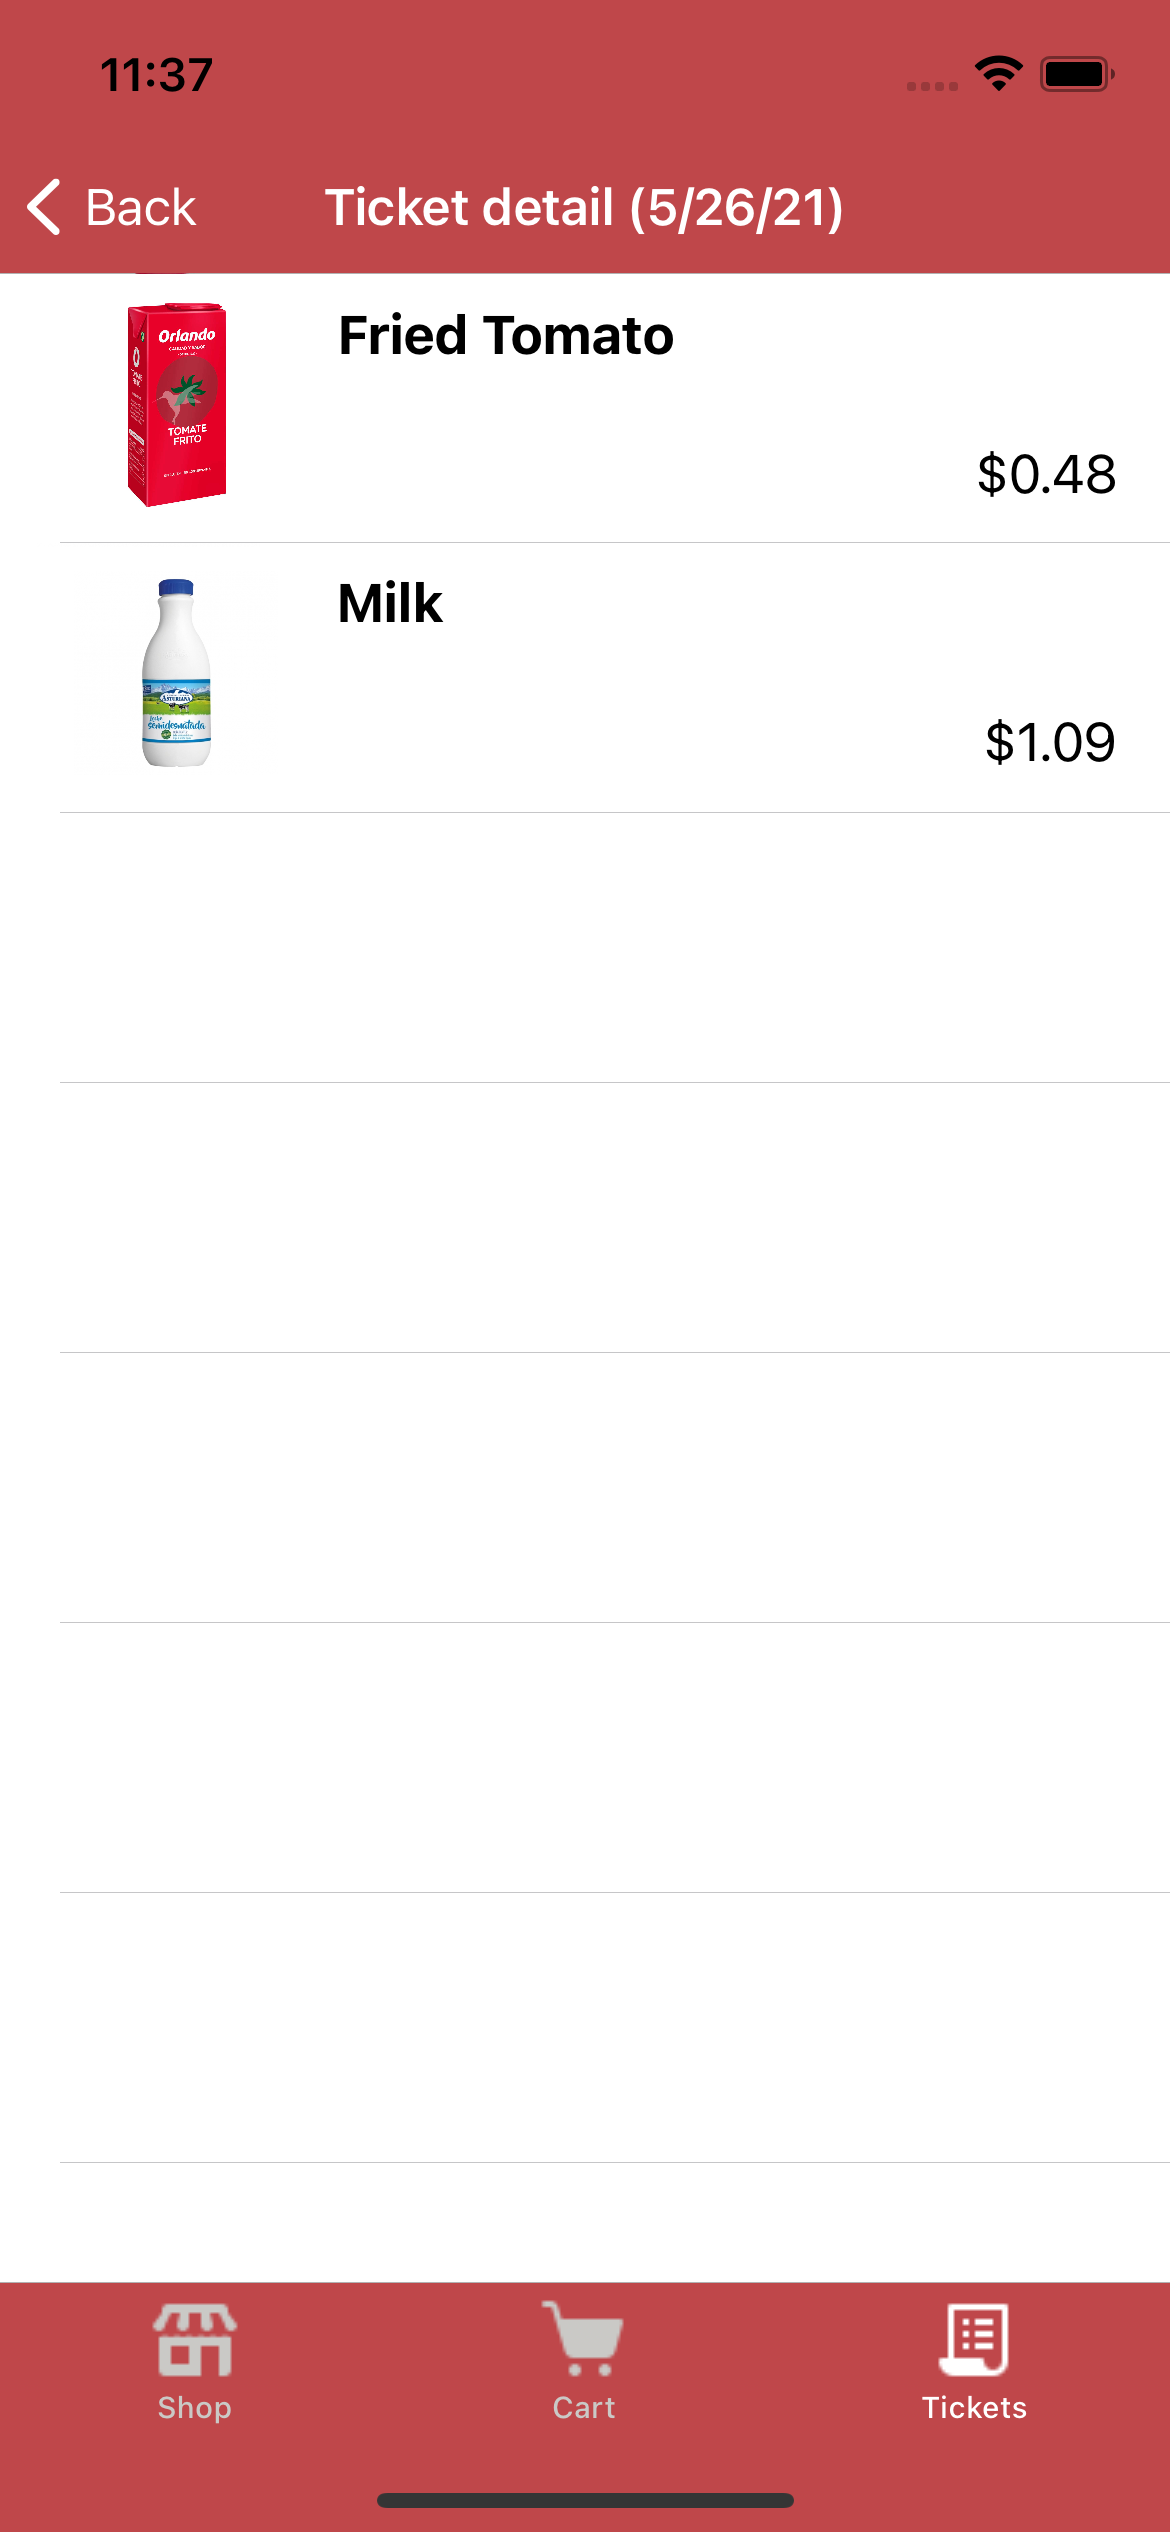 11:37
Back
Ticket detail (5/26/21)
Orlando
TOMATE
FRITO
Fried Tomato
$0.48
ASTURIANA
Leche
semidesnatada
Milk
$1.09
Shop
Cart
Tickets